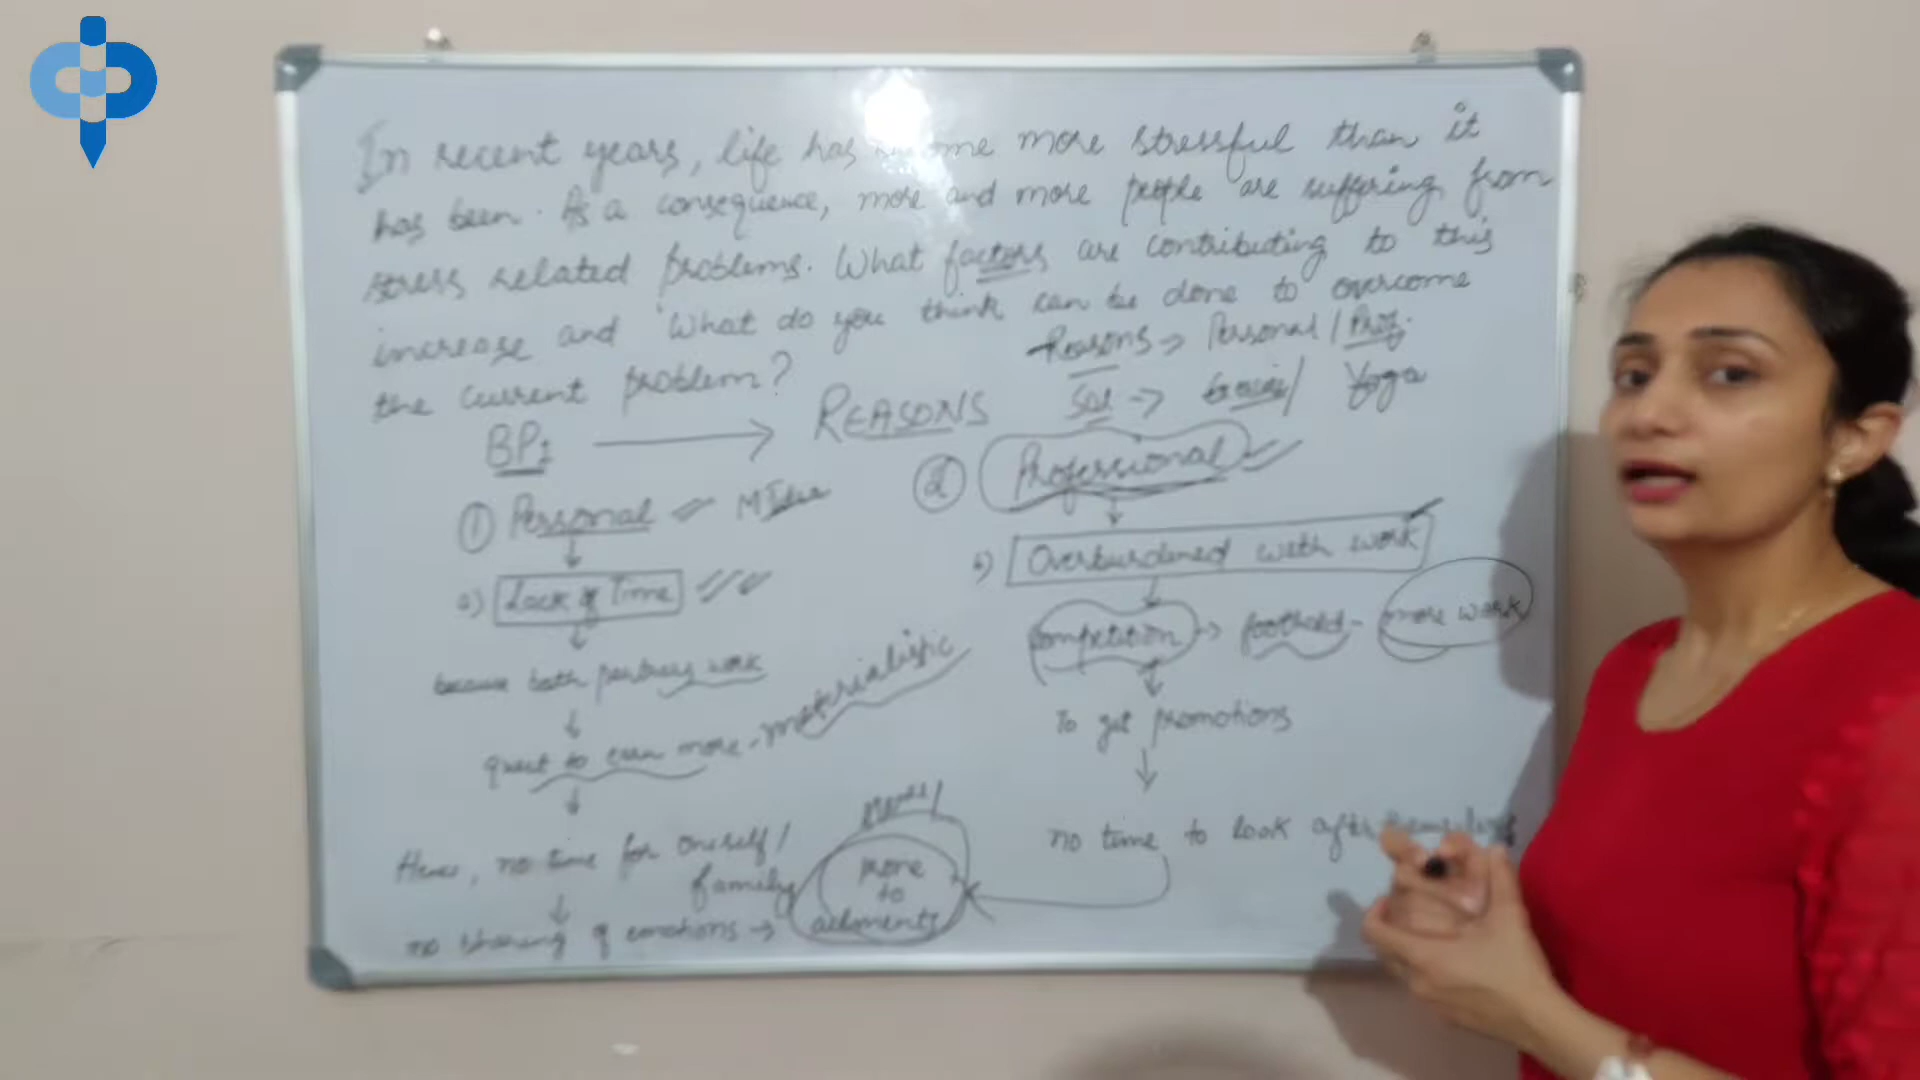 In recent years, life has become more stressful than it
has been. As a consequence, more and more people are suffering from
stress related problems. What factors are contributing to this
increase and What do you think can be done to overcome
the current problem?
Reasons → Personal / Prof.
Sol → / Yoga
BP1 → REASONS
① Personal M Idea
a) Lack of Time
because both partners work
quest to earn more - materialistic
Hence, no time for oneself/
family
no sharing of emotions →
more
to
ailments
② Professional
b) Overburdened with work
competition → foothold - more work
To get promotions
no time to look after themselves